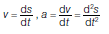 v = ds/dt , a = dv/dt = d²s/dt²